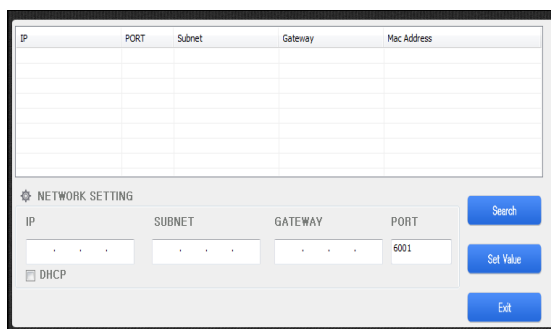 IP PORT Subnet Gateway Mac Address
NETWORK SETTING
IP SUBNET GATEWAY PORT
. . . . . . . . . 6001
DHCP
Search
Set Value
Exit